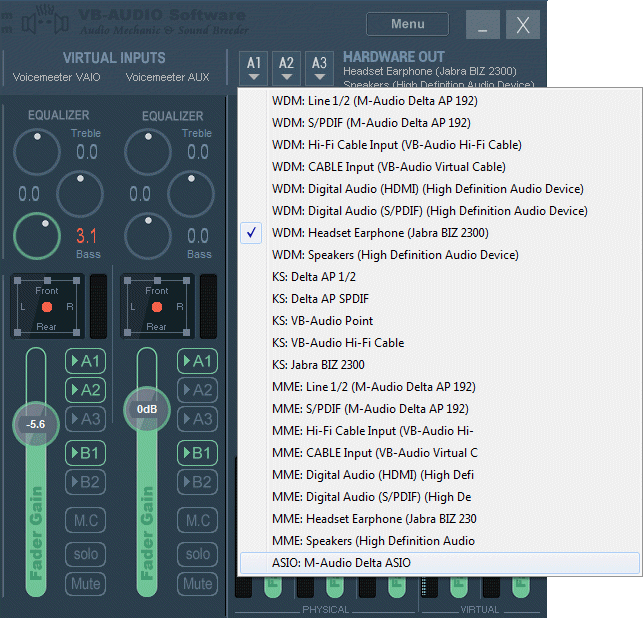 VB-AUDIO Software
Audio Mechanic & Sound Breeder
Menu
_
X
VIRTUAL INPUTS
Voicemeeter VAIO
Voicemeeter AUX
A1
A2
A3
HARDWARE OUT
Headset Earphone (Jabra BIZ 2300)
Speakers (High Definition Audio Device)
EQUALIZER
EQUALIZER
Treble
0.0
Treble
0.0
0.0
0.0
3.1
Bass
0.0
Bass
Front
L
R
Rear
Front
L
R
Rear
A1
A2
A3
B1
B2
M.C
solo
Mute
-5.6
Fader Gain
A1
A2
A3
B1
B2
M.C
solo
Mute
0dB
Fader Gain
WDM: Line 1/2 (M-Audio Delta AP 192)
WDM: S/PDIF (M-Audio Delta AP 192)
WDM: Hi-Fi Cable Input (VB-Audio Hi-Fi Cable)
WDM: CABLE Input (VB-Audio Virtual Cable)
WDM: Digital Audio (HDMI) (High Definition Audio Device)
WDM: Digital Audio (S/PDIF) (High Definition Audio Device)
WDM: Headset Earphone (Jabra BIZ 2300)
WDM: Speakers (High Definition Audio Device)
KS: Delta AP 1/2
KS: Delta AP SPDIF
KS: VB-Audio Point
KS: VB-Audio Hi-Fi Cable
KS: Jabra BIZ 2300
MME: Line 1/2 (M-Audio Delta AP 192)
MME: S/PDIF (M-Audio Delta AP 192)
MME: Hi-Fi Cable Input (VB-Audio Hi-
MME: CABLE Input (VB-Audio Virtual C
MME: Digital Audio (HDMI) (High Defi
MME: Digital Audio (S/PDIF) (High De
MME: Headset Earphone (Jabra BIZ 230
MME: Speakers (High Definition Audio
ASIO: M-Audio Delta ASIO
PHYSICAL
VIRTUAL